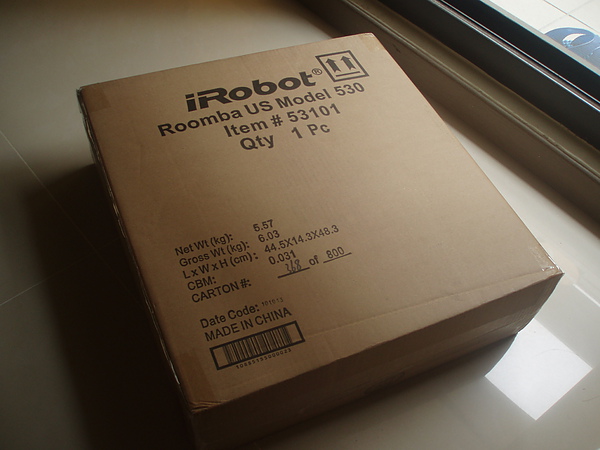 iRobot®
Roomba US Model 530
Item # 53101
Qty 1 Pc
Net Wt (kg): 5.57
Gross Wt (kg): 6.03
L x W x H (cm): 44.5X14.3X48.3
CBM: 0.031
CARTON #: of 800
Date Code:
MADE IN CHINA